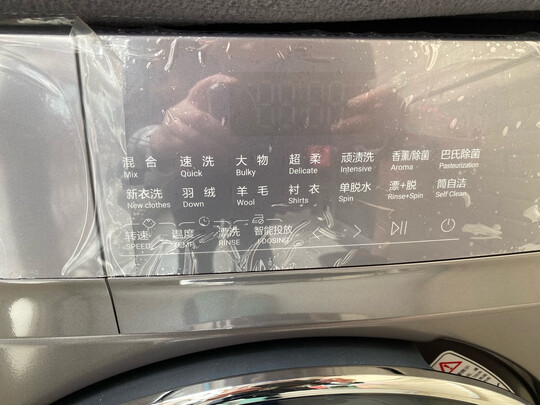 混合 速洗 大物 超柔 顽渍洗 香薰/除菌 巴氏除菌
Mix Quick Bulky Delicate Intensive Aroma Pasteurization
新衣洗 羽绒 羊毛 衬衣 单脱水 漂+脱 筒自洁
New clothes Down Wool Shirts Spin Rinse+Spin Self Clean
转速 温度 漂洗 智能投放
SPEED TEMP. RINSE